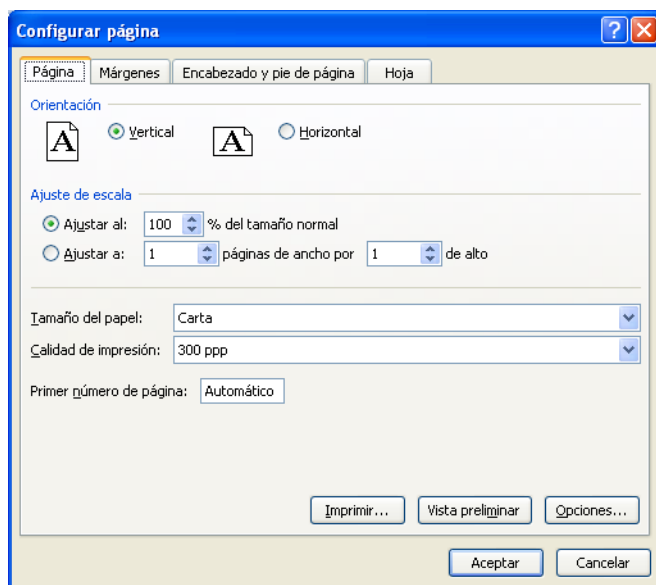 Configurar página
Página Márgenes Encabezado y pie de página Hoja
Orientación
A Vertical A Horizontal
Ajuste de escala
Ajustar al: 100 % del tamaño normal
Ajustar a: 1 páginas de ancho por 1 de alto
Tamaño del papel: Carta
Calidad de impresión: 300 ppp
Primer número de página: Automático
Imprimir... Vista preliminar Opciones...
Aceptar Cancelar